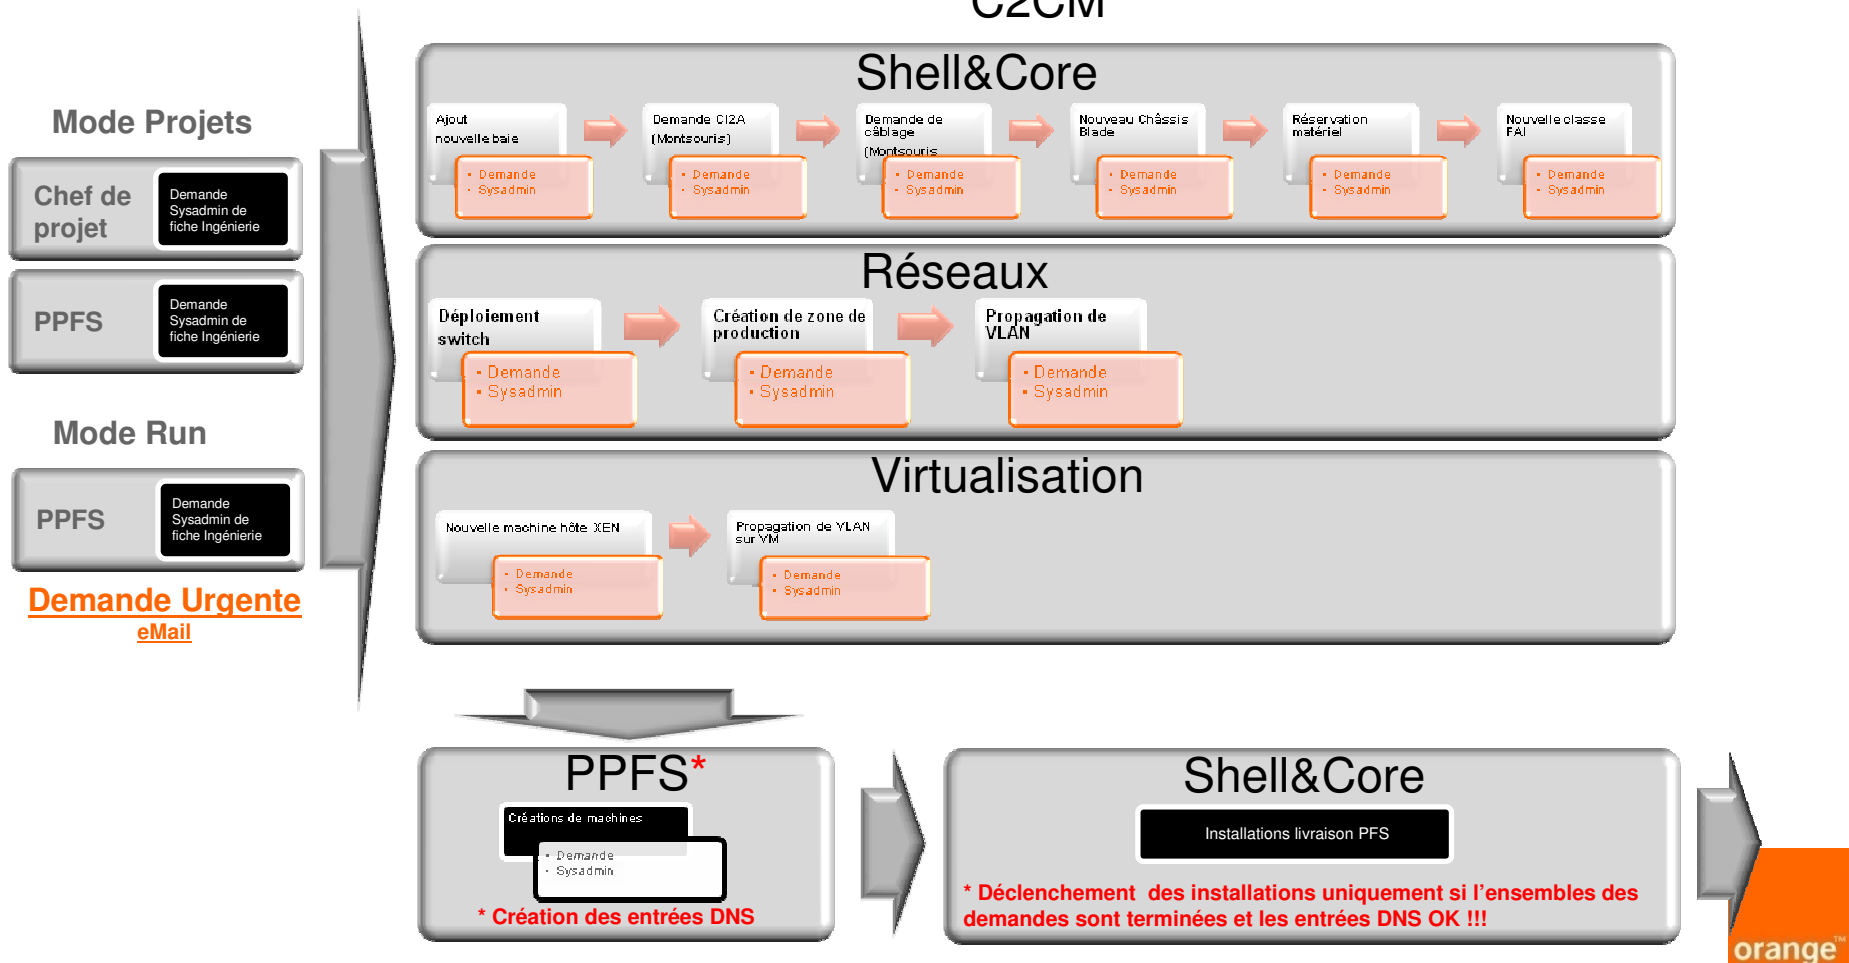 C2CM
Mode Projets
Chef de
projet
Demande
Sysadmin de
fiche Ingénierie
PPFS
Demande
Sysadmin de
fiche Ingénierie
Mode Run
PPFS
Demande
Sysadmin de
fiche Ingénierie
Demande Urgente
eMail
Shell&Core
Ajout
nouvelle baie
• Demande
• Sysadmin
Demande CI2A
(Montsouris)
• Demande
• Sysadmin
Demande de
câblage
(Montsouris
• Demande
• Sysadmin
Nouveau Châssis
Blade
• Demande
• Sysadmin
Réservation
matériel
• Demande
• Sysadmin
Nouvelle classe
FAI
• Demande
• Sysadmin
Réseaux
Déploiement
switch
• Demande
• Sysadmin
Création de zone de
production
• Demande
• Sysadmin
Propagation de
VLAN
• Demande
• Sysadmin
Virtualisation
Nouvelle machine hôte XEN
• Demande
• Sysadmin
Propagation de VLAN
sur VM
• Demande
• Sysadmin
PPFS*
Créations de machines
• Demande
• Sysadmin
* Création des entrées DNS
Shell&Core
Installations livraison PFS
* Déclenchement des installations uniquement si l'ensembles des
demandes sont terminées et les entrées DNS OK !!!
orange™